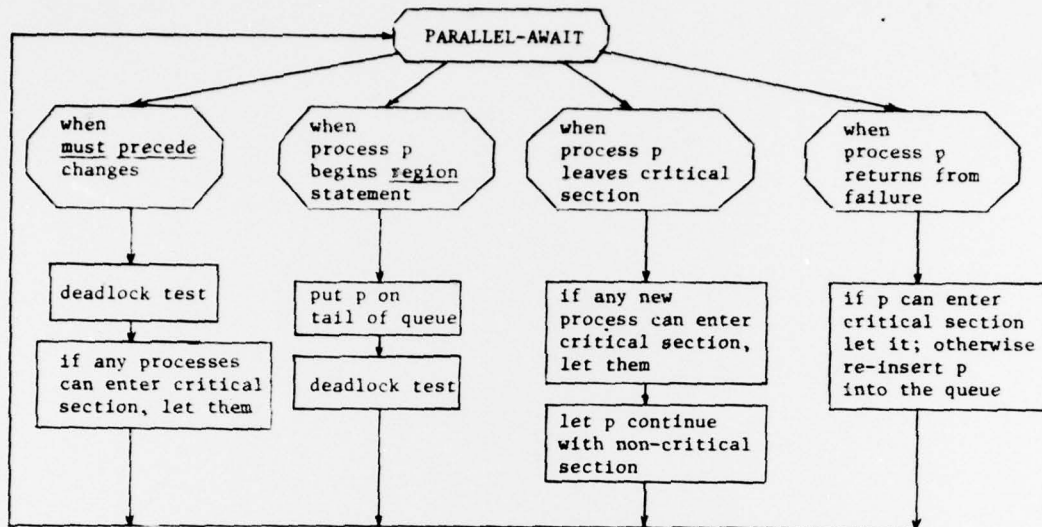 PARALLEL-AWAIT
when
must precede
changes
deadlock test
if any processes
can enter critical
section, let them
when
process p
begins region
statement
put p on
tail of queue
deadlock test
when
process p
leaves critical
section
if any new
process can enter
critical section,
let them
let p continue
with non-critical
section
when
process p
returns from
failure
if p can enter
critical section
let it; otherwise
re-insert p
into the queue